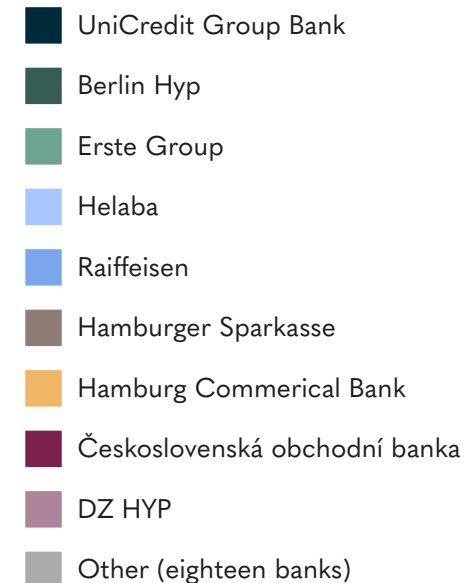 UniCredit Group Bank
Berlin Hyp
Erste Group
Helaba
Raiffeisen
Hamburger Sparkasse
Hamburg Commerical Bank
Československá obchodní banka
DZ HYP
Other (eighteen banks)